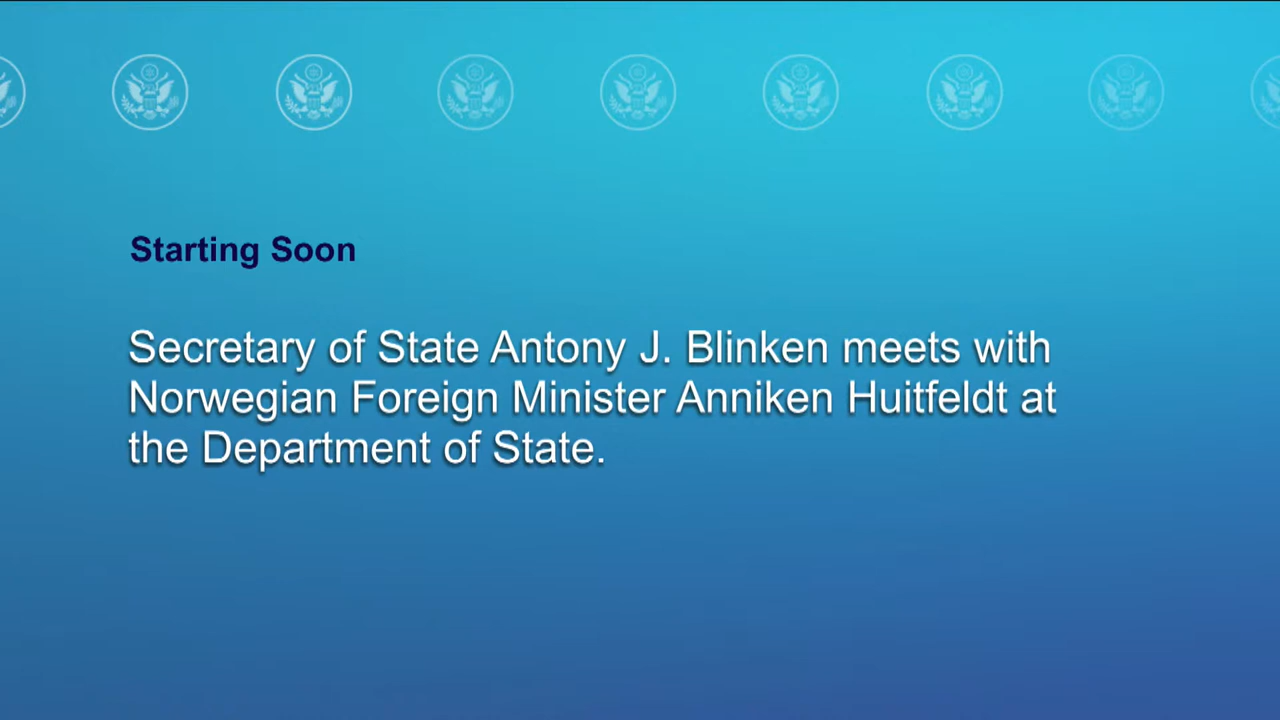 Starting Soon
Secretary of State Antony J. Blinken meets with
Norwegian Foreign Minister Anniken Huitfeldt at
the Department of State.